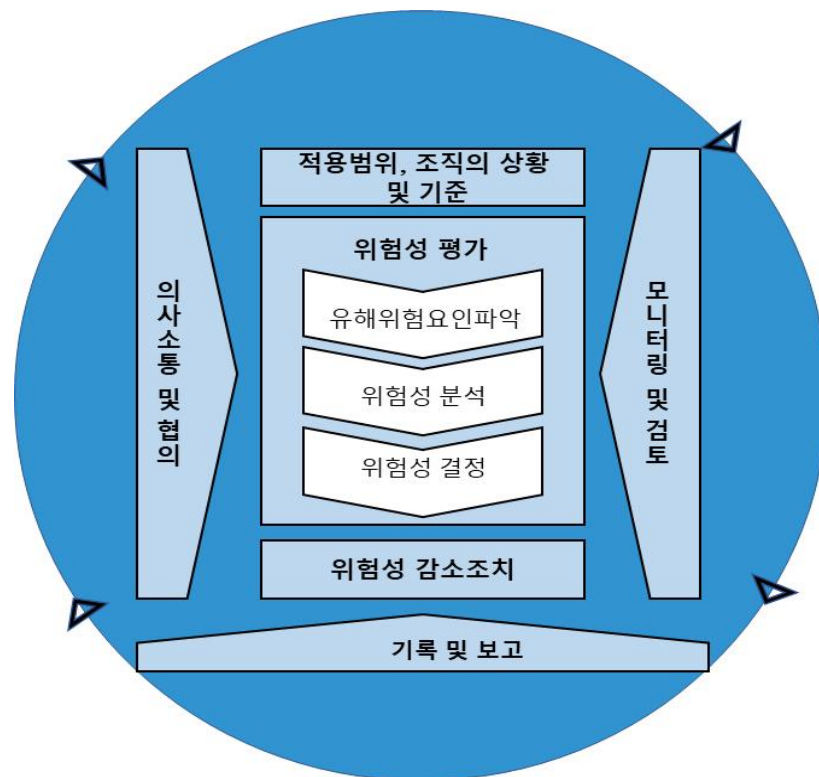 적용범위, 조직의 상황
및 기준
위험성 평가
유해위험요인파악
위험성 분석
위험성 결정
위험성 감소조치
의사소통 및 협의
모니터링 및 검토
기록 및 보고